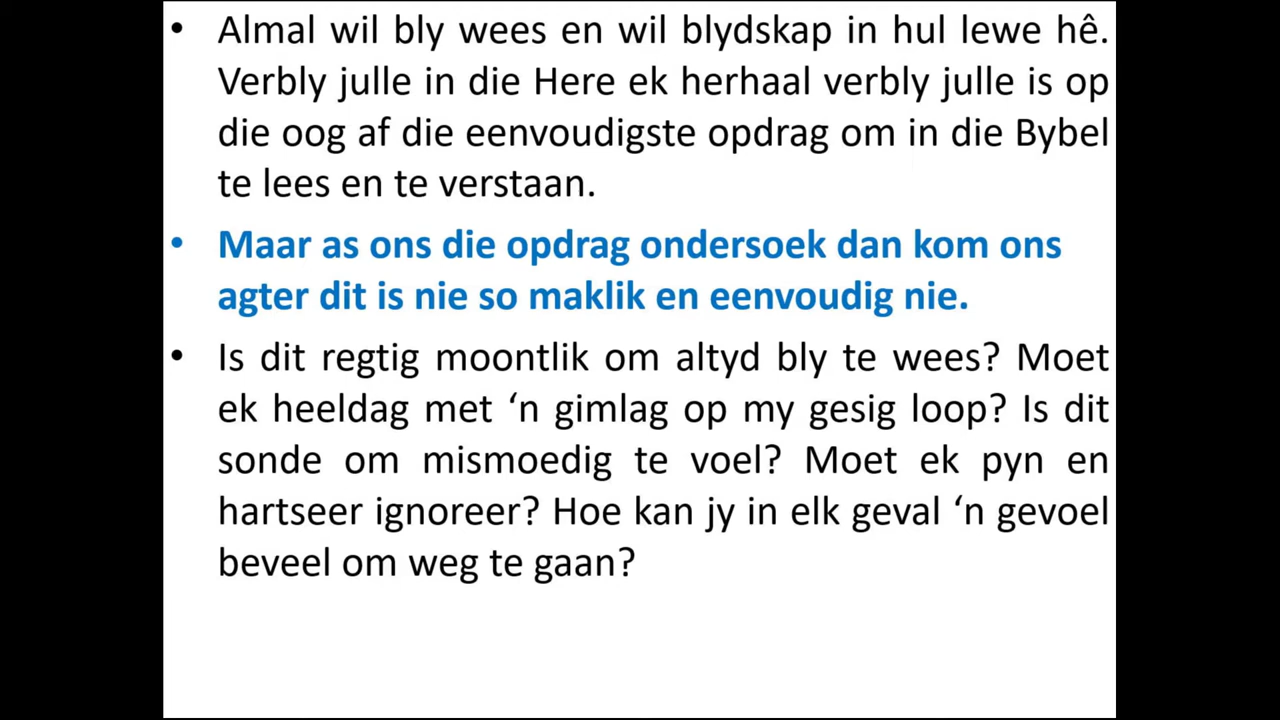 • Almal wil bly wees en wil blydskap in hul lewe hê.
Verbly julle in die Here ek herhaal verbly julle is op
die oog af die eenvoudigste opdrag om in die Bybel
te lees en te verstaan.
• Maar as ons die opdrag ondersoek dan kom ons
agter dit is nie so maklik en eenvoudig nie.
• Is dit regtig moontlik om altyd bly te wees? Moet
ek heeldag met ‘n gimlag op my gesig loop? Is dit
sonde om mismoedig te voel? Moet ek pyn en
hartseer ignoreer? Hoe kan jy in elk geval ‘n gevoel
beveel om weg te gaan?